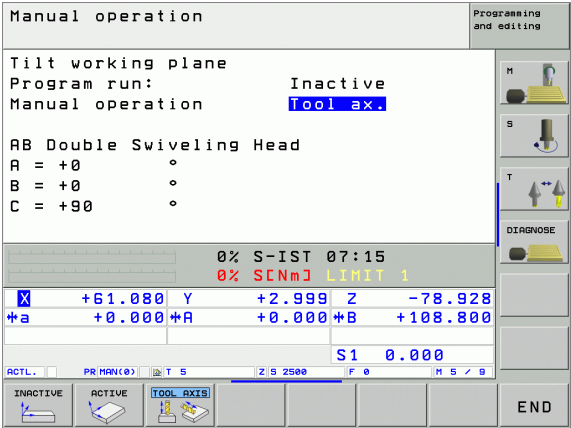 Manual operation
Programming
and editing
Tilt working plane
Program run: Inactive
Manual operation Tool ax.
AB Double Swiveling Head
A = +0 °
B = +0 °
C = +90 °
0% S-IST 07:15
0% S[Nm] LIMIT 1
X +61.080 Y +2.999 Z -78.928
a +0.000 A +0.000 B +108.800
S1 0.000
ACTL. PR MAN(0) T 5 Z S 2500 F 0 M 5 / 9
INACTIVE
ACTIVE
TOOL AXIS
END
M
S
T
DIAGNOSE